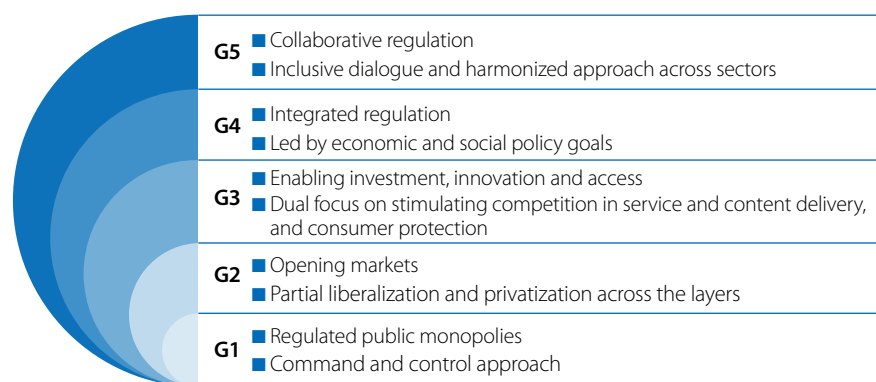 G5
■ Collaborative regulation
■ Inclusive dialogue and harmonized approach across sectors
G4
■ Integrated regulation
■ Led by economic and social policy goals
G3
■ Enabling investment, innovation and access
■ Dual focus on stimulating competition in service and content delivery,
and consumer protection
G2
■ Opening markets
■ Partial liberalization and privatization across the layers
G1
■ Regulated public monopolies
■ Command and control approach